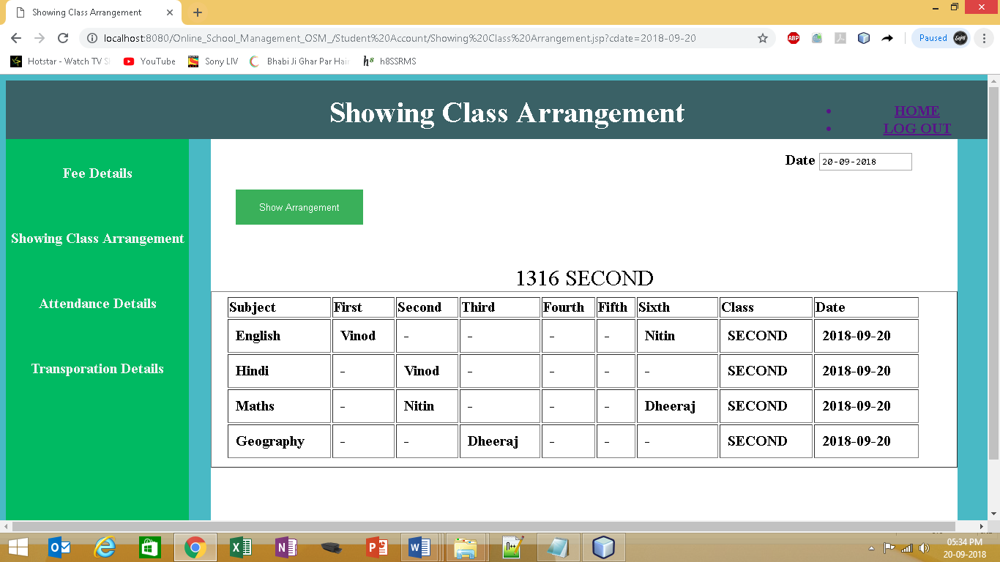 Showing Class Arrangement
localhost:8080/Online_School_Management_OSM_/Student%20Account/Showing%20Class%20Arrangement.jsp?cdate=2018-09-20
ABP
Paused
Hotstar - Watch TV S YouTube Sony LIV Bhabi Ji Ghar Par Hai h8 h8SSRMS
Showing Class Arrangement
• HOME
• LOG OUT
Fee Details
Showing Class Arrangement
Attendance Details
Transporation Details
Date 20-09-2018
Show Arrangement
1316 SECOND
Subject First Second Third Fourth Fifth Sixth Class Date
English Vinod - - - - Nitin SECOND 2018-09-20
Hindi - Vinod - - - - SECOND 2018-09-20
Maths - Nitin - - - Dheeraj SECOND 2018-09-20
Geography - - Dheeraj - - - SECOND 2018-09-20
05:34 PM
20-09-2018